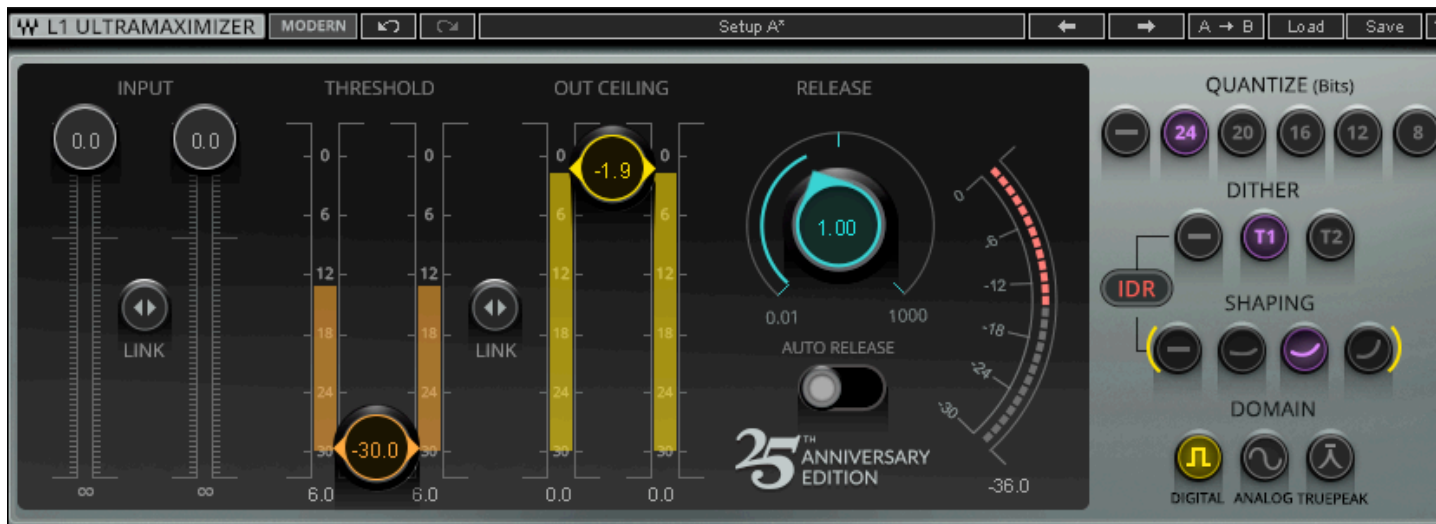 L1 ULTRAMAXIMIZER MODERN Setup A* A → B Load Save
INPUT THRESHOLD OUT CEILING RELEASE QUANTIZE (Bits)
0.0 0.0 -1.9 1.00 -30.0
24 20 16 12 8
0 0 0 0
6 6 6 6
12 12 12 12
18 18 18 18
24 24 24 24
30 30 30 30
LINK LINK
∞ ∞ 6.0 6.0 0.0 0.0
0.01 1000
AUTO RELEASE
25TH
ANNIVERSARY
EDITION
0
-6
-12
-18
-24
-30
-36.0
DITHER
T1 T2
IDR
SHAPING
DOMAIN
DIGITAL ANALOG TRUEPEAK